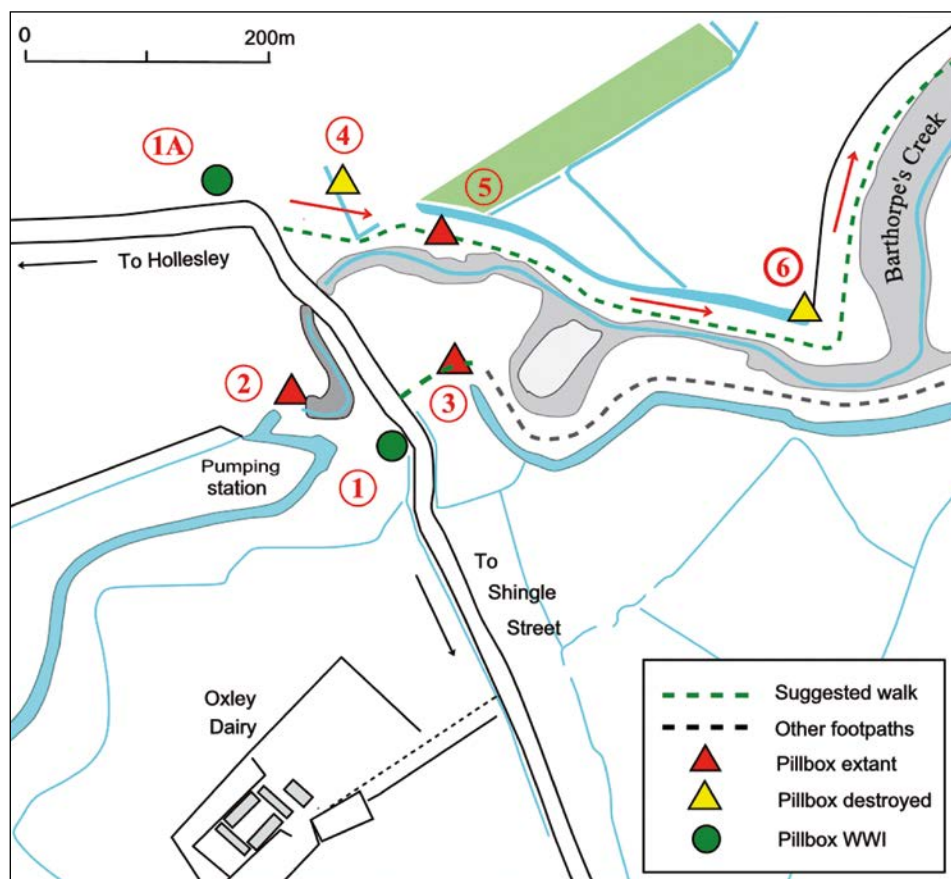 0
200m
1A
4
5
To Hollesley
6
Barthorpe's Creek
2
3
Pumping
station
1
To
Shingle
Street
Oxley
Dairy
Suggested walk
Other footpaths
Pillbox extant
Pillbox destroyed
Pillbox WWI